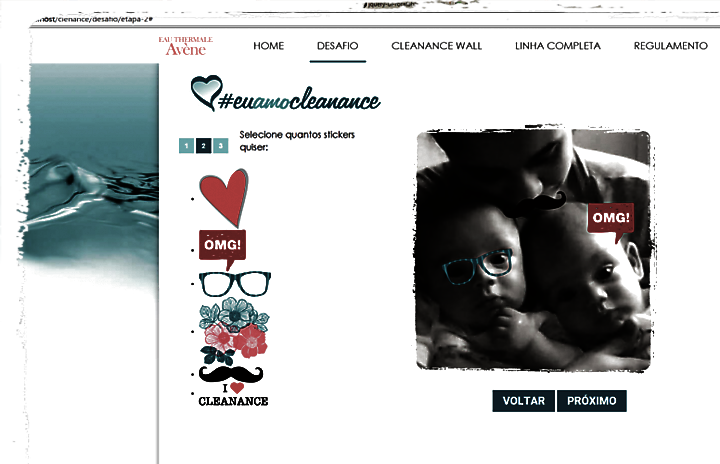 host/cleanance/desafio/etapa-2#
EAU THERMALE
Avène
HOME
DESAFIO
CLEANANCE WALL
LINHA COMPLETA
REGULAMENTO
#euamocleanance
1 2 3
Selecione quantos stickers
quiser:
OMG!
OMG!
I
CLEANANCE
VOLTAR
PRÓXIMO